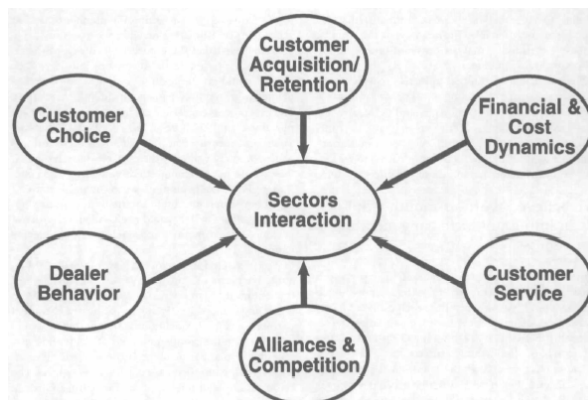 Customer
Acquisition/
Retention
Customer
Choice
Financial &
Cost
Dynamics
Sectors
Interaction
Dealer
Behavior
Customer
Service
Alliances &
Competition